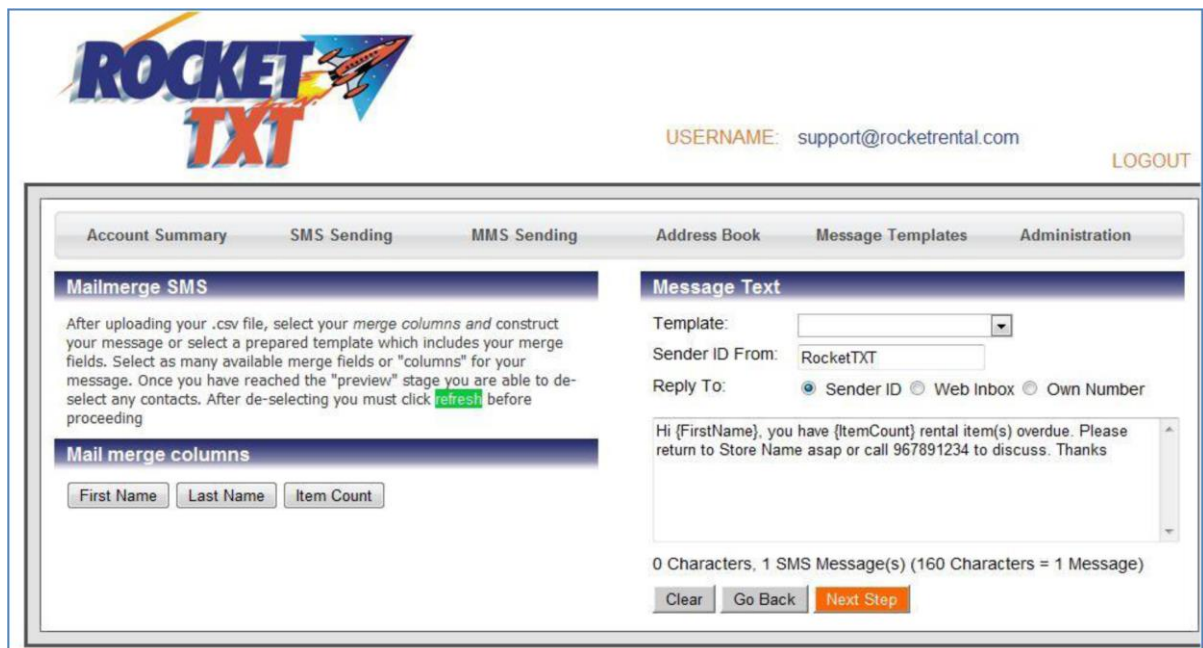 ROCKET
TXT
USERNAME: support@rocketrental.com
LOGOUT
Account Summary SMS Sending MMS Sending Address Book Message Templates Administration
Mailmerge SMS
After uploading your .csv file, select your merge columns and construct
your message or select a prepared template which includes your merge
fields. Select as many available merge fields or "columns" for your
message. Once you have reached the "preview" stage you are able to de-
select any contacts. After de-selecting you must click refresh before
proceeding
Mail merge columns
First Name Last Name Item Count
Message Text
Template:
Sender ID From: RocketTXT
Reply To: Sender ID Web Inbox Own Number
Hi {FirstName}, you have {ItemCount} rental item(s) overdue. Please
return to Store Name asap or call 967891234 to discuss. Thanks
0 Characters, 1 SMS Message(s) (160 Characters = 1 Message)
Clear Go Back Next Step